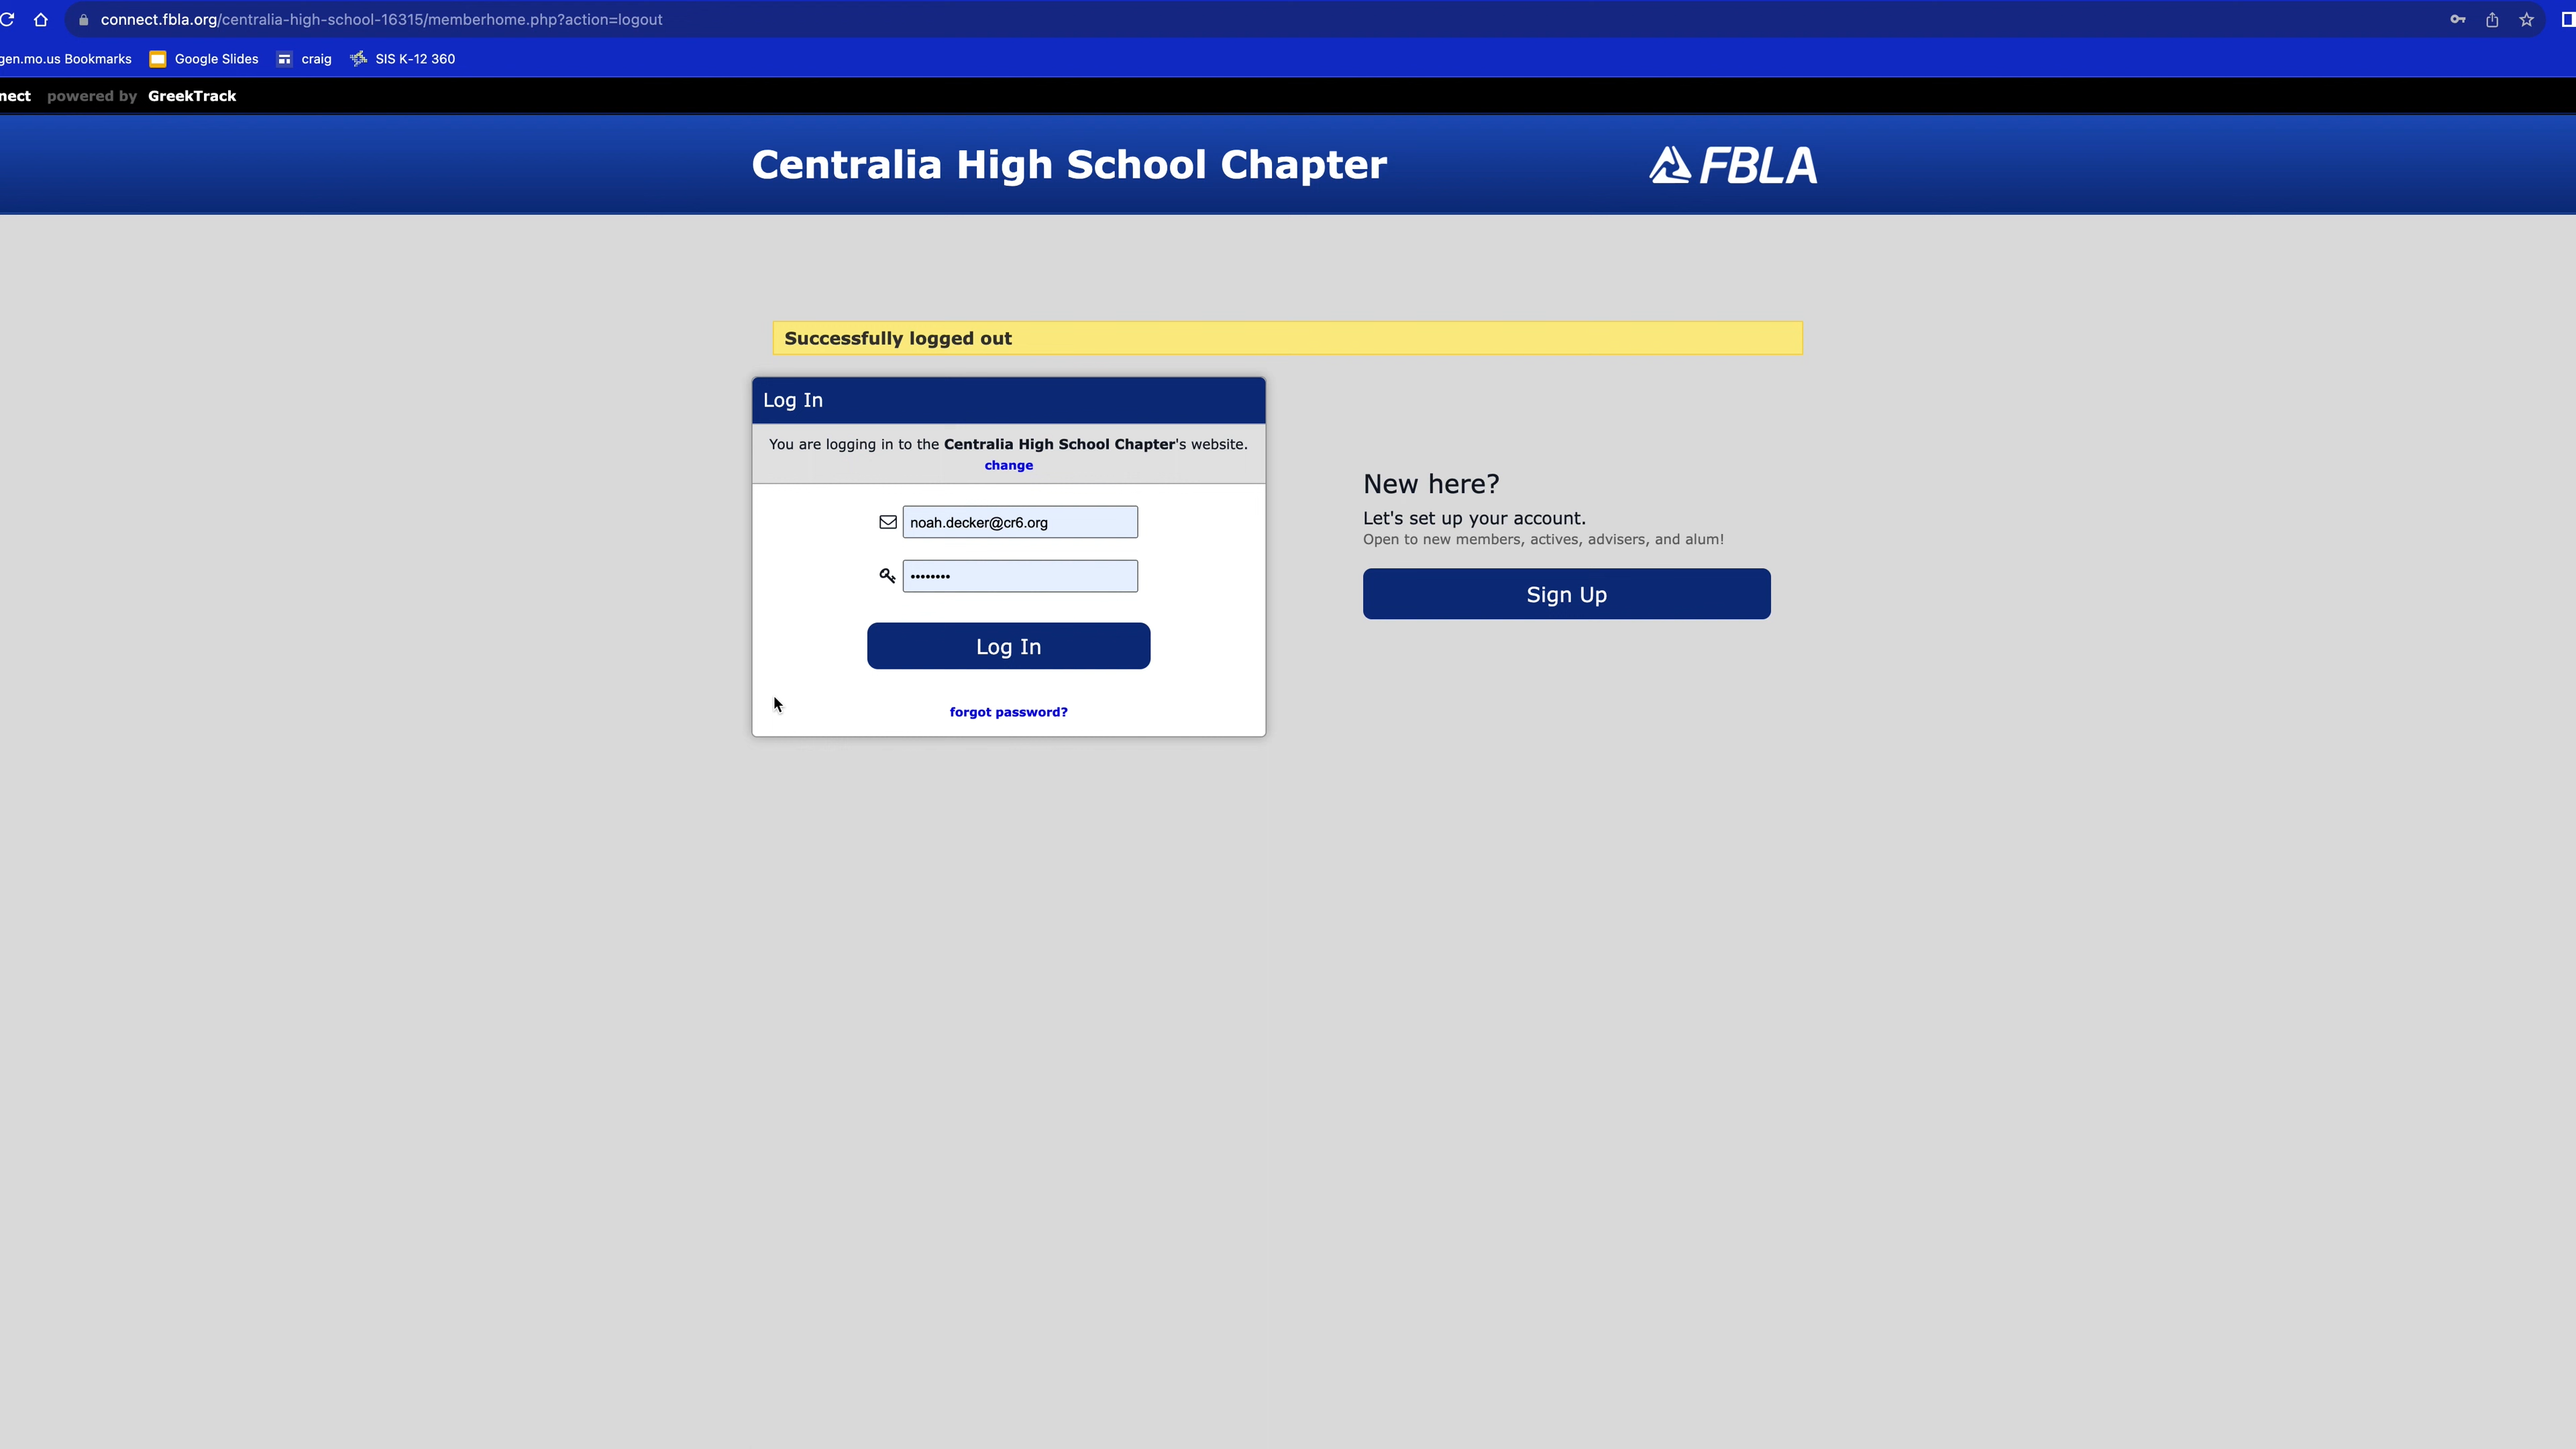 connect.fbla.org/centralia-high-school-16315/memberhome.php?action=logout
gen.mo.us Bookmarks Google Slides craig SIS K-12 360
nect powered by GreekTrack
Centralia High School Chapter FBLA
Successfully logged out
Log In
You are logging in to the Centralia High School Chapter's website.
change
noah.decker@cr6.org
••••••••
Log In
forgot password?
New here?
Let's set up your account.
Open to new members, actives, advisers, and alum!
Sign Up